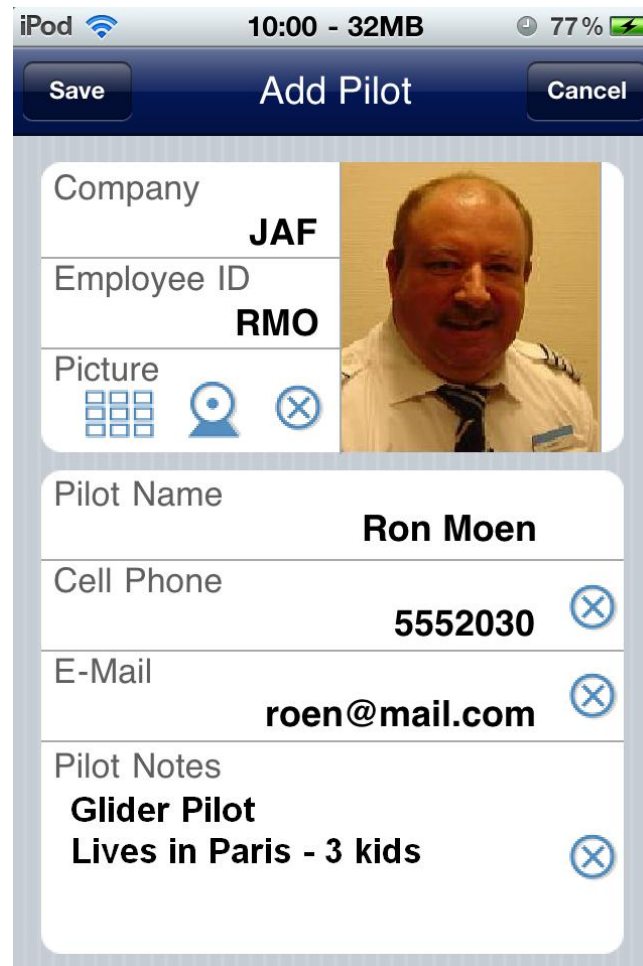 iPod 10:00 - 32MB 77%
Save Add Pilot Cancel
Company
JAF
Employee ID
RMO
Picture
Pilot Name
Ron Moen
Cell Phone
5552030
E-Mail
roen@mail.com
Pilot Notes
Glider Pilot
Lives in Paris - 3 kids